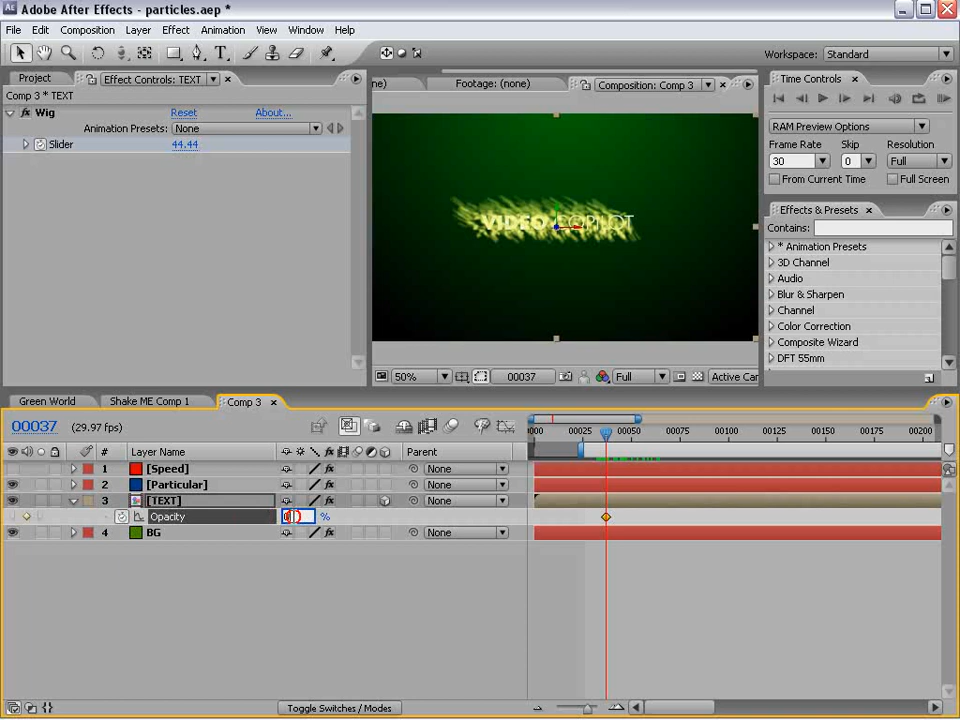 Adobe After Effects - particles.aep *
File Edit Composition Layer Effect Animation View Window Help
Workspace: Standard
Project Effect Controls: TEXT
ne) Footage: (none) Composition: Comp 3
Time Controls
Comp 3 * TEXT
Wig Reset About...
Animation Presets: None
Slider 44.44
VIDEO COPILOT
RAM Preview Options
Frame Rate Skip Resolution
30 0 Full
From Current Time Full Screen
Effects & Presets
Contains:
* Animation Presets
3D Channel
Audio
Blur & Sharpen
Channel
Color Correction
Composite Wizard
DFT 55mm
50% 00037 Full Active Car
Green World Shake ME Comp 1 Comp 3
00037 (29.97 fps)
000 00025 00050 00075 00100 00125 00150 00175 00200
# Layer Name Parent
1 [Speed] None
2 [Particular] None
3 [TEXT] None
Opacity %
4 BG None
Toggle Switches / Modes